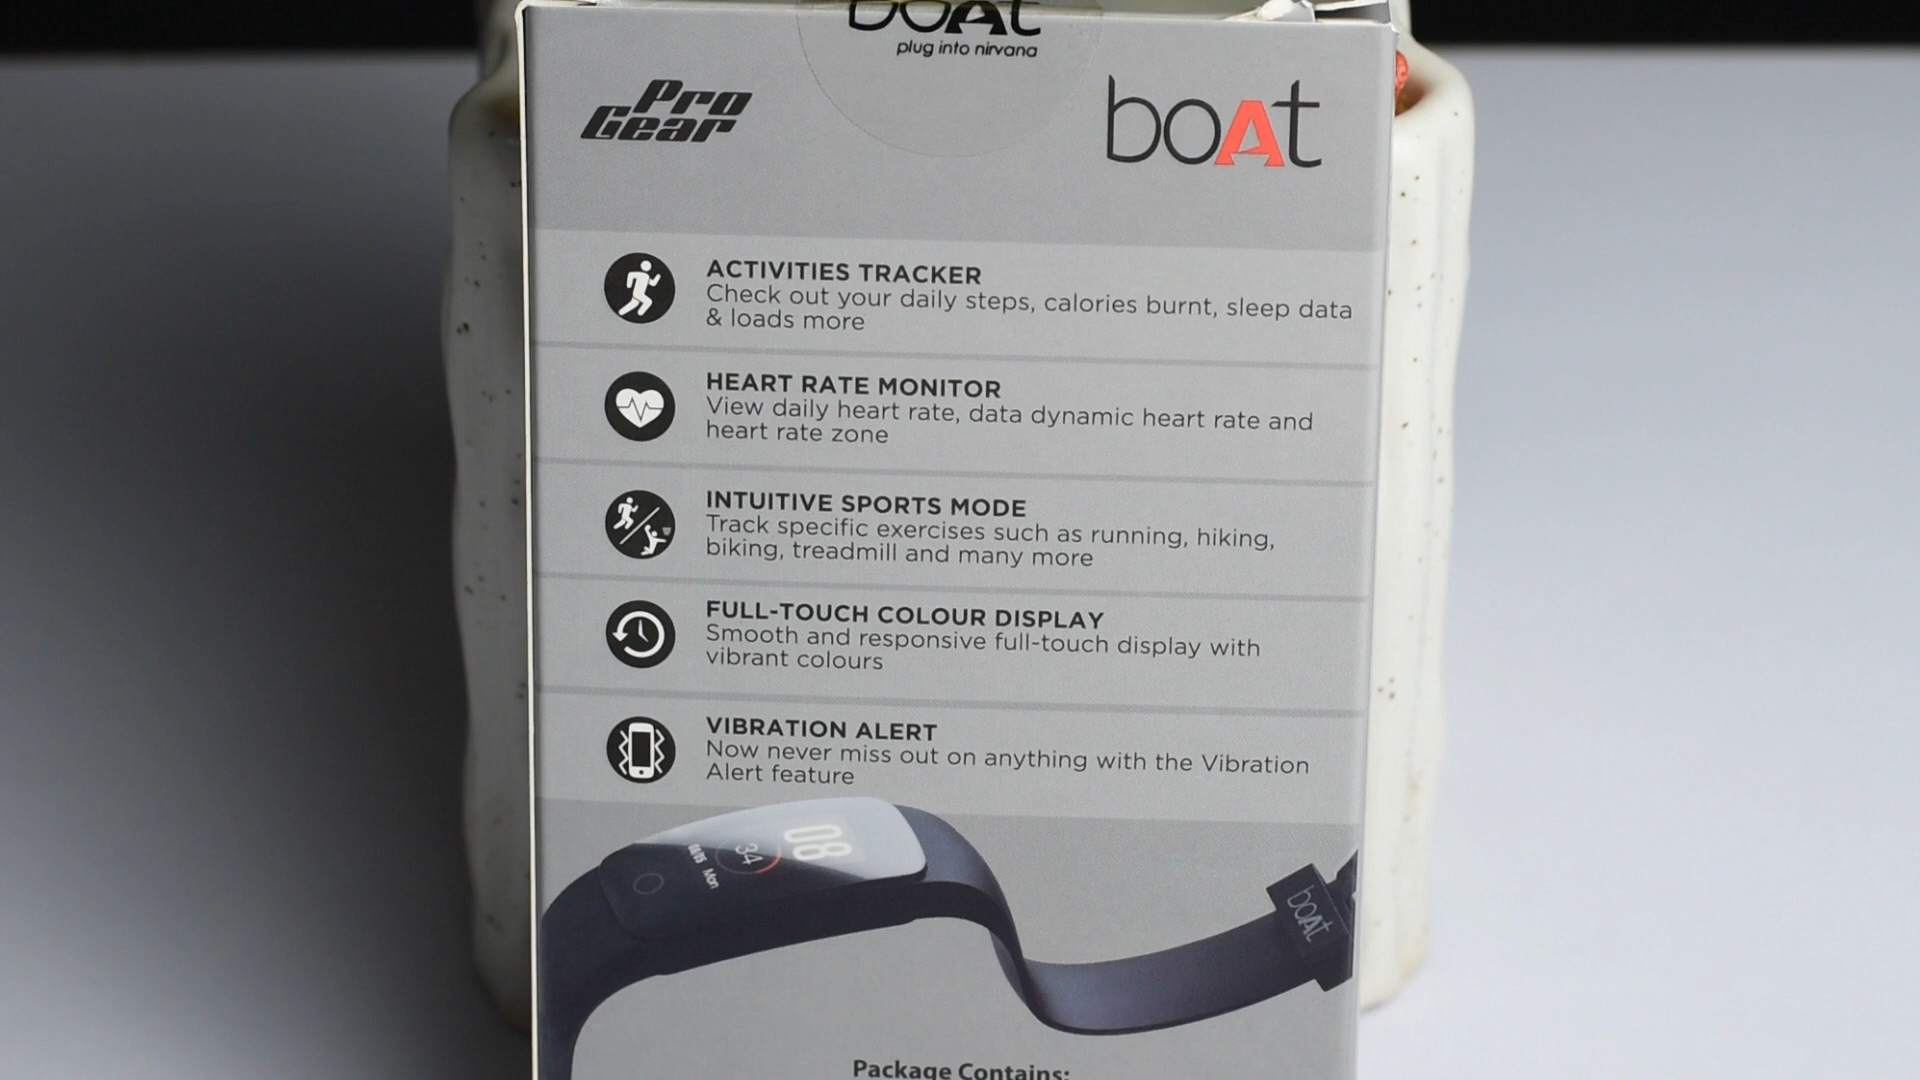 boAt
plug into nirvana
Pro
Gear
boAt
ACTIVITIES TRACKER
Check out your daily steps, calories burnt, sleep data
& loads more
HEART RATE MONITOR
View daily heart rate, data dynamic heart rate and
heart rate zone
INTUITIVE SPORTS MODE
Track specific exercises such as running, hiking,
biking, treadmill and many more
FULL-TOUCH COLOUR DISPLAY
Smooth and responsive full-touch display with
vibrant colours
VIBRATION ALERT
Now never miss out on anything with the Vibration
Alert feature
08
34
Mon
boAt
Package Contains: